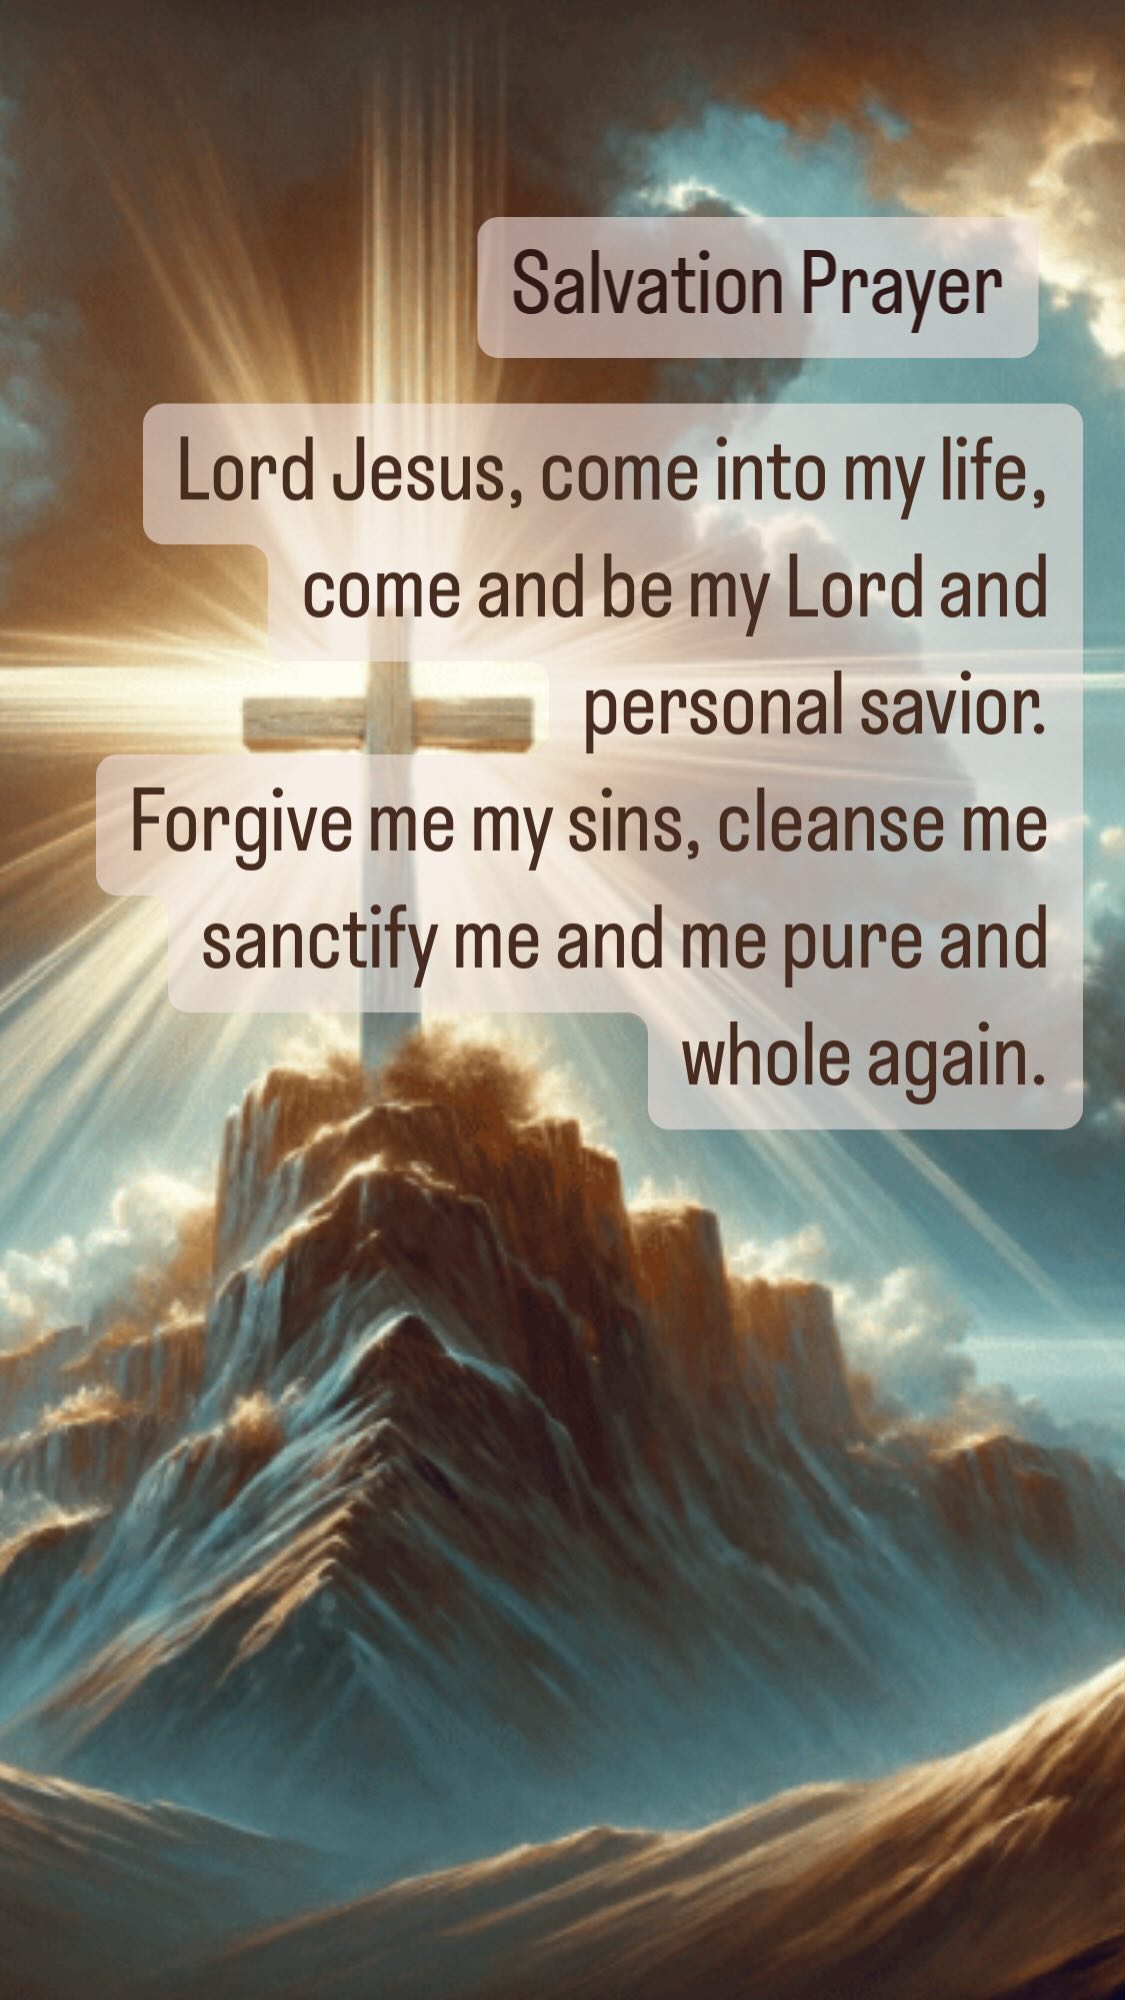 Salvation Prayer
Lord Jesus, come into my life,
come and be my Lord and
personal savior.
Forgive me my sins, cleanse me
sanctify me and me pure and
whole again.